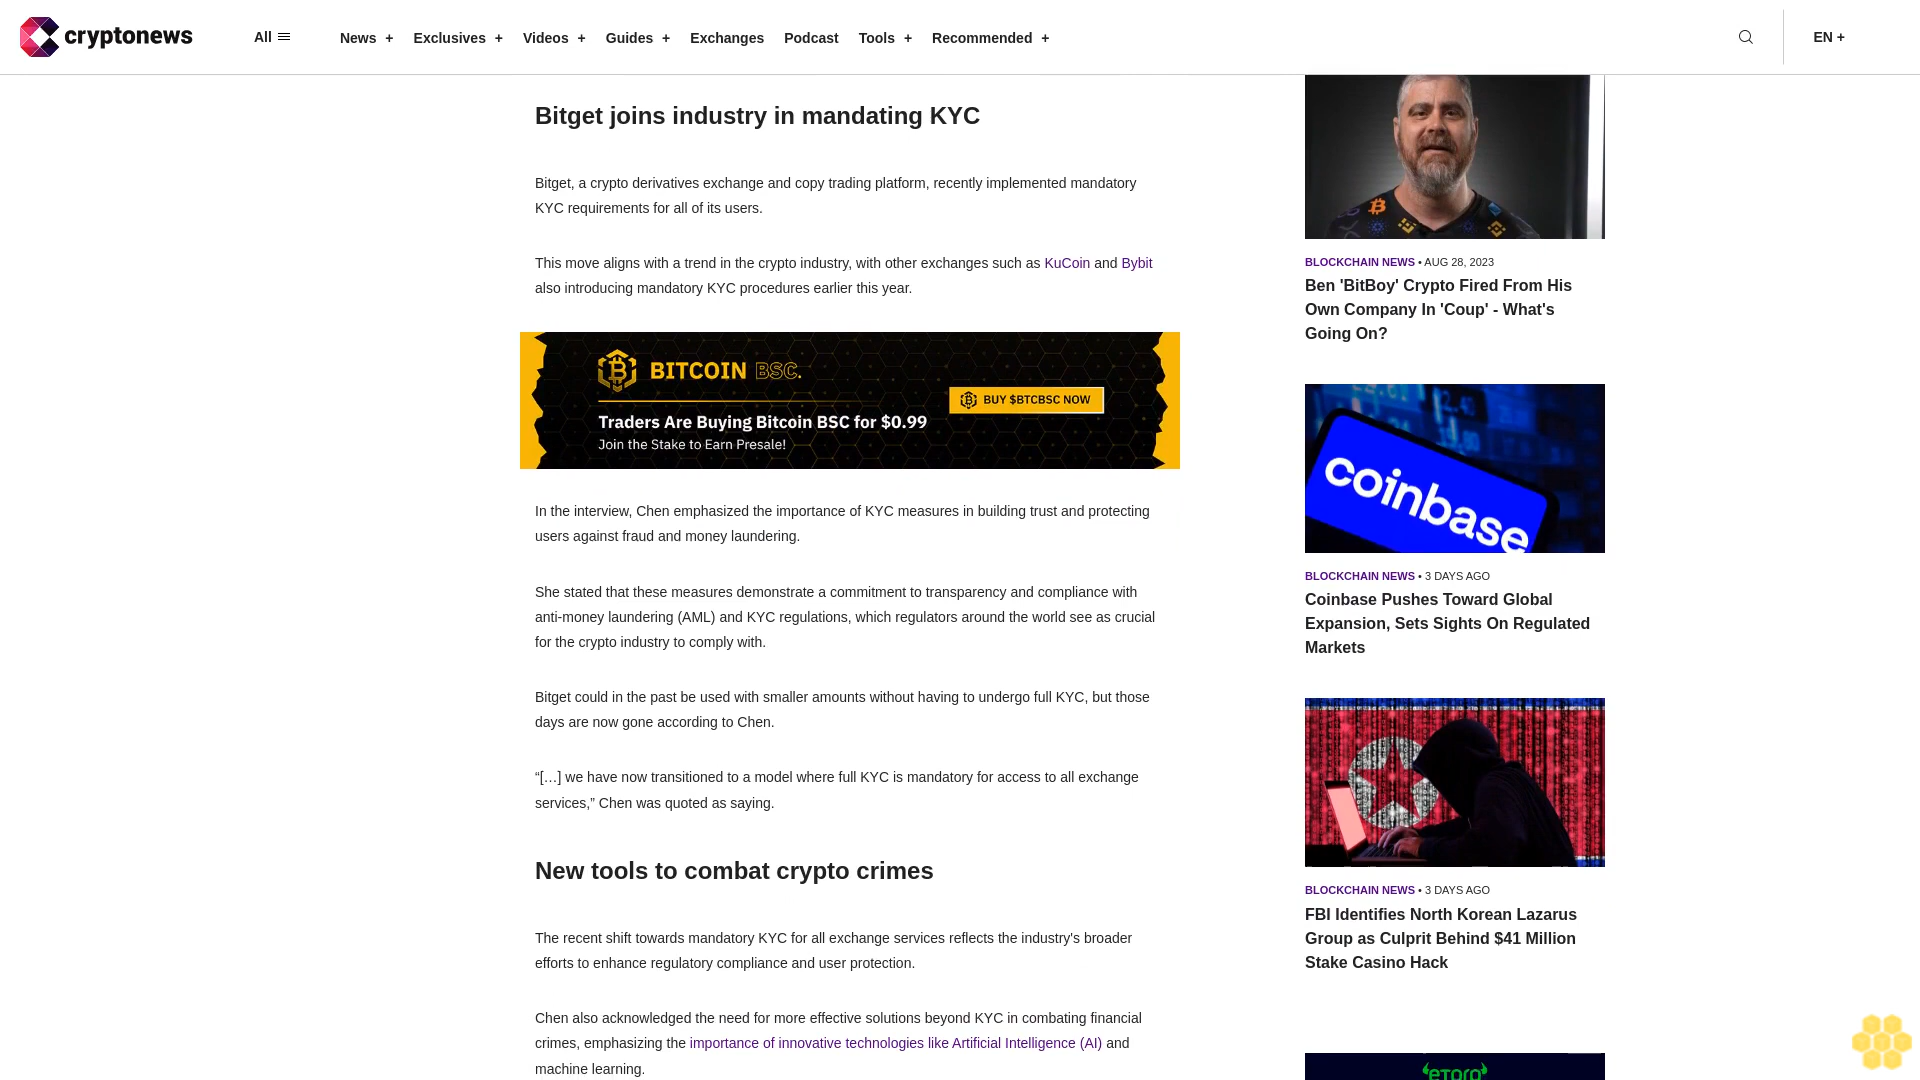 cryptonews
All
News +
Exclusives +
Videos +
Guides +
Exchanges
Podcast
Tools +
Recommended +
EN +
Bitget joins industry in mandating KYC
Bitget, a crypto derivatives exchange and copy trading platform, recently implemented mandatory
KYC requirements for all of its users.
This move aligns with a trend in the crypto industry, with other exchanges such as KuCoin and Bybit
also introducing mandatory KYC procedures earlier this year.
BITCOIN BSC.
Traders Are Buying Bitcoin BSC for $0.99
Join the Stake to Earn Presale!
BUY $BTCBSC NOW
In the interview, Chen emphasized the importance of KYC measures in building trust and protecting
users against fraud and money laundering.
She stated that these measures demonstrate a commitment to transparency and compliance with
anti-money laundering (AML) and KYC regulations, which regulators around the world see as crucial
for the crypto industry to comply with.
Bitget could in the past be used with smaller amounts without having to undergo full KYC, but those
days are now gone according to Chen.
“[…] we have now transitioned to a model where full KYC is mandatory for access to all exchange
services,” Chen was quoted as saying.
New tools to combat crypto crimes
The recent shift towards mandatory KYC for all exchange services reflects the industry's broader
efforts to enhance regulatory compliance and user protection.
Chen also acknowledged the need for more effective solutions beyond KYC in combating financial
crimes, emphasizing the importance of innovative technologies like Artificial Intelligence (AI) and
machine learning.
BLOCKCHAIN NEWS • AUG 28, 2023
Ben 'BitBoy' Crypto Fired From His
Own Company In 'Coup' - What's
Going On?
coinbase
BLOCKCHAIN NEWS • 3 DAYS AGO
Coinbase Pushes Toward Global
Expansion, Sets Sights On Regulated
Markets
BLOCKCHAIN NEWS • 3 DAYS AGO
FBI Identifies North Korean Lazarus
Group as Culprit Behind $41 Million
Stake Casino Hack
eToro